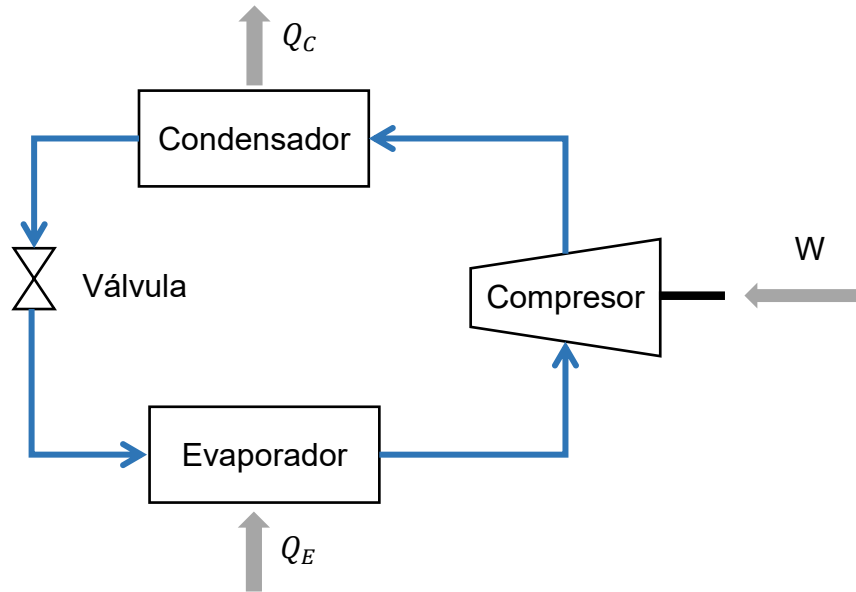 Q_C
Condensador
W
Válvula
Compresor
Evaporador
Q_E